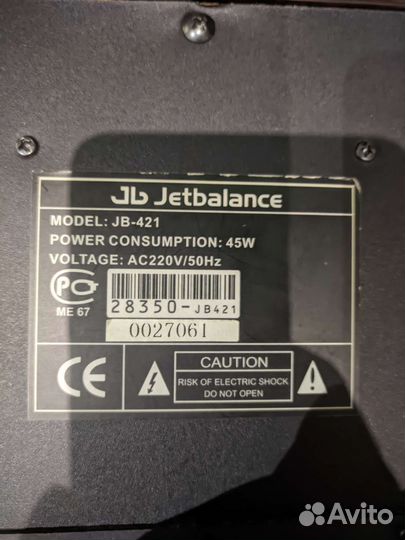 Jb Jetbalance
MODEL: JB-421
POWER CONSUMPTION: 45W
VOLTAGE: AC220V/50Hz
ME 67
28350-JB421
0027061
CE
CAUTION
RISK OF ELECTRIC SHOCK
DO NOT OPEN
Avito